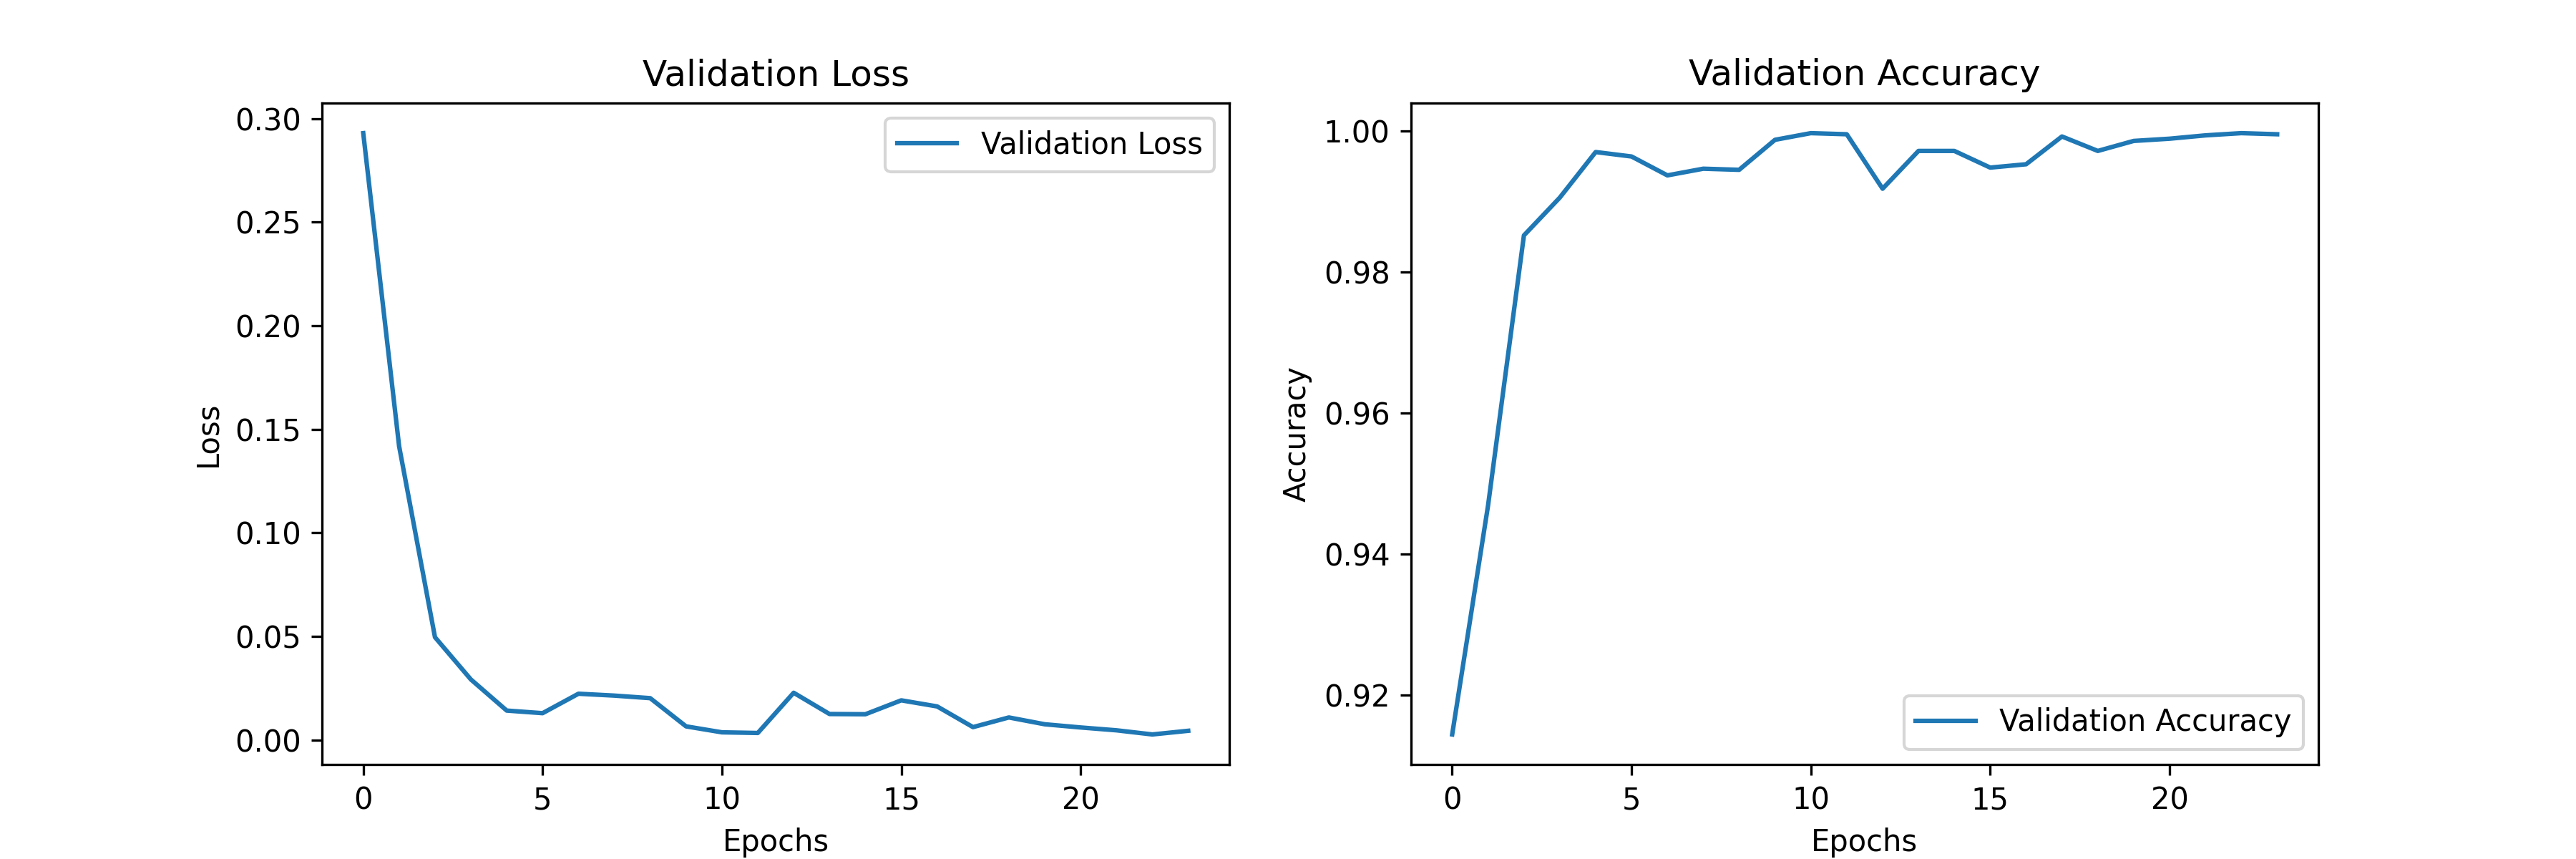 Validation Loss
0.30
0.25
0.20
0.15
0.10
0.05
0.00
Loss
Validation Loss
0 5 10 15 20
Epochs
Validation Accuracy
1.00
0.98
0.96
0.94
0.92
Accuracy
Validation Accuracy
0 5 10 15 20
Epochs